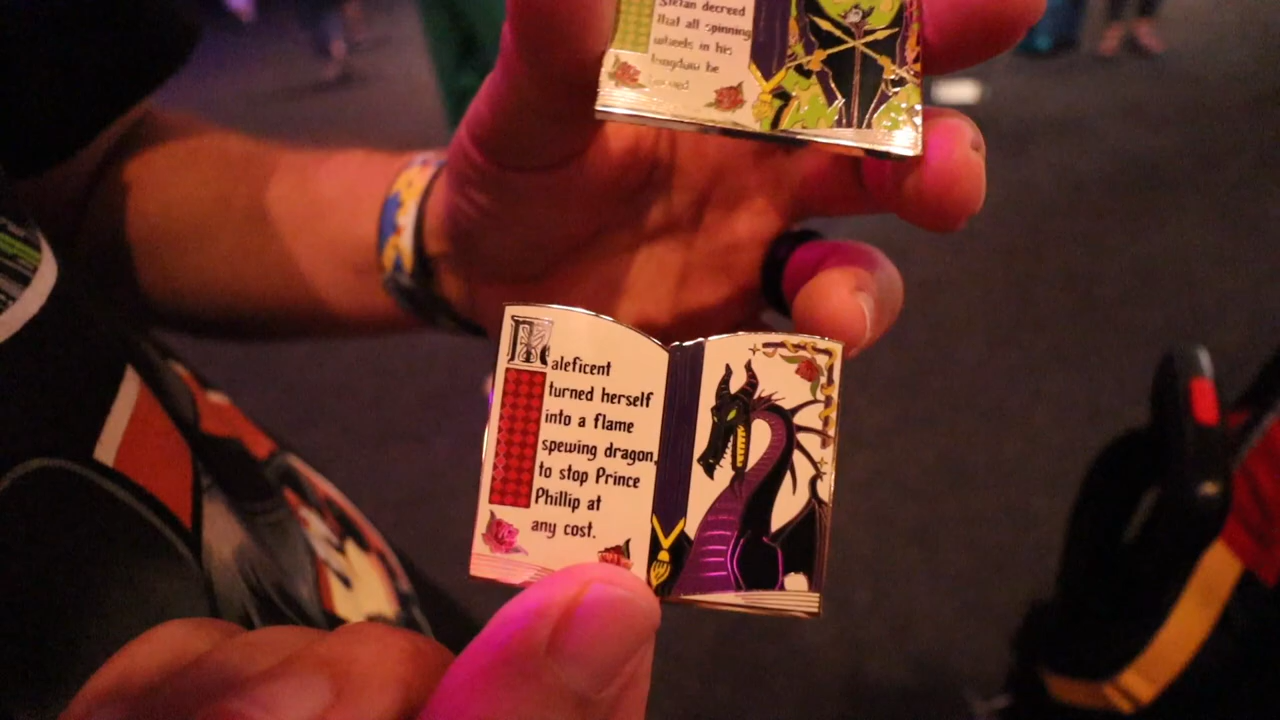 Stefan decreed
that all spinning
wheels in his
kingdom be
Maleficent
turned herself
into a flame
spewing dragon,
to stop Prince
Phillip at
any cost.